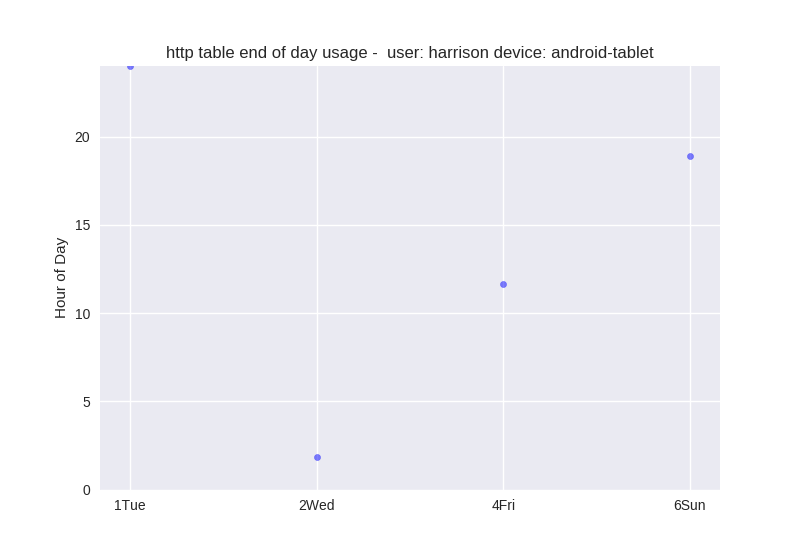 http table end of day usage -  user: harrison device: android-tablet
20
15
10
5
0
Hour of Day
1Tue
2Wed
4Fri
6Sun